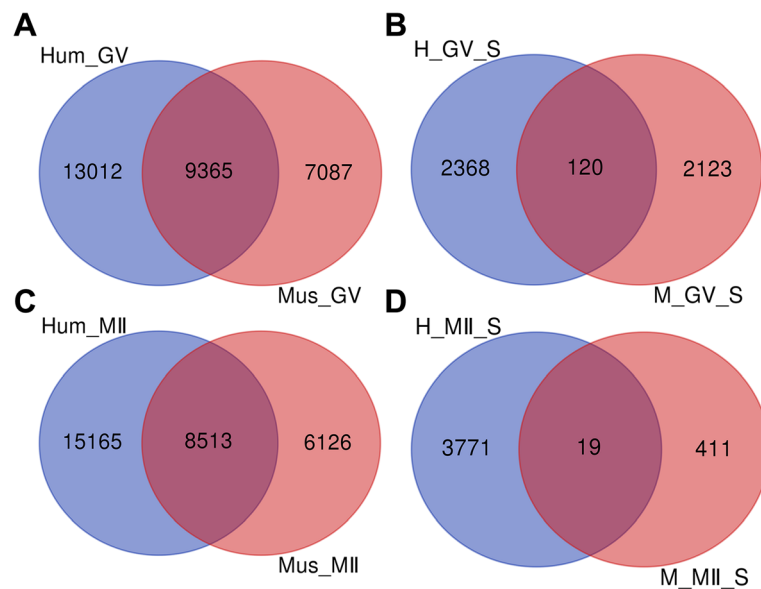 A
Hum_GV
13012
9365
7087
Mus_GV
B
H_GV_S
2368
120
2123
M_GV_S
C
Hum_MII
15165
8513
6126
Mus_MII
D
H_MII_S
3771
19
411
M_MII_S